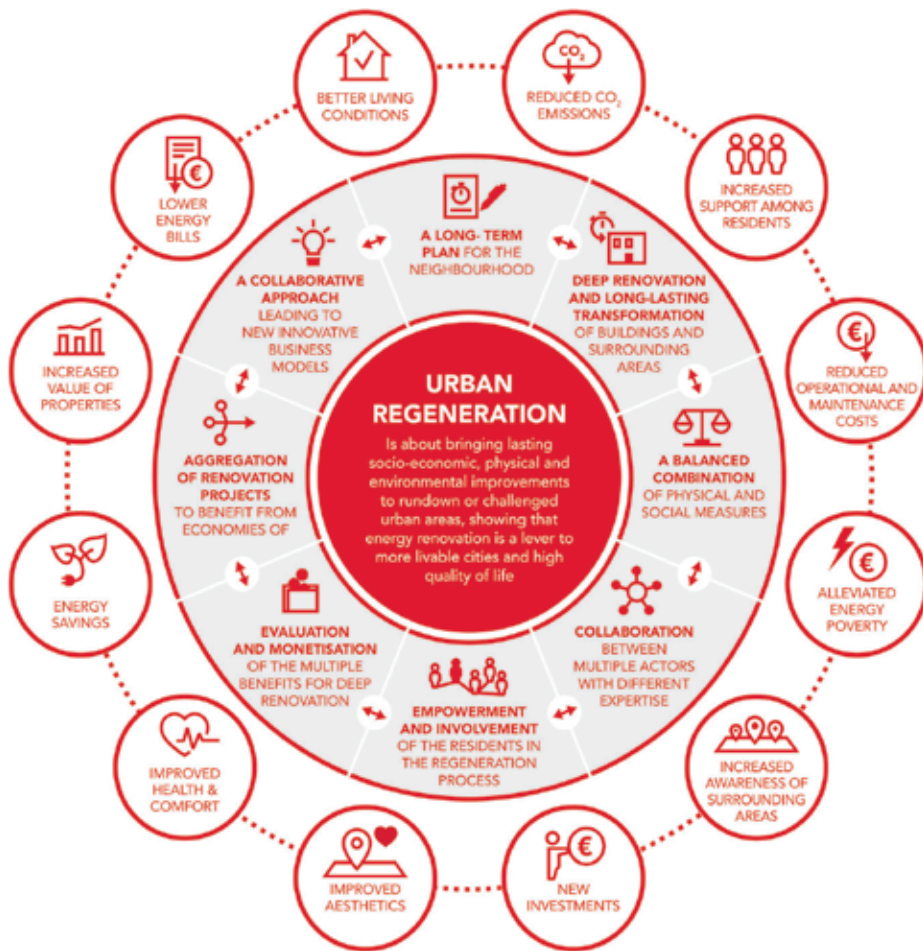 BETTER LIVING
CONDITIONS
CO₂
REDUCED CO₂
EMISSIONS
€
LOWER
ENERGY
BILLS
INCREASED
SUPPORT AMONG
RESIDENTS
INCREASED
VALUE OF
PROPERTIES
€
REDUCED
OPERATIONAL AND
MAINTENANCE
COSTS
ENERGY
SAVINGS
€
ALLEVIATED
ENERGY
POVERTY
IMPROVED
HEALTH &
COMFORT
INCREASED
AWARENESS OF
SURROUNDING
AREAS
IMPROVED
AESTHETICS
€
NEW
INVESTMENTS
A LONG- TERM
PLAN FOR THE
NEIGHBOURHOOD
A COLLABORATIVE
APPROACH
LEADING TO
NEW INNOVATIVE
BUSINESS
MODELS
DEEP RENOVATION
AND LONG-LASTING
TRANSFORMATION
OF BUILDINGS AND
SURROUNDING
AREAS
AGGREGATION
OF RENOVATION
PROJECTS
TO BENEFIT FROM
ECONOMIES OF
A BALANCED
COMBINATION
OF PHYSICAL AND
SOCIAL MEASURES
EVALUATION
AND MONETISATION
OF THE MULTIPLE
BENEFITS FOR DEEP
RENOVATION
COLLABORATION
BETWEEN
MULTIPLE ACTORS
WITH DIFFERENT
EXPERTISE
EMPOWERMENT
AND INVOLVEMENT
OF THE RESIDENTS IN
THE REGENERATION
PROCESS
URBAN
REGENERATION
Is about bringing lasting
socio-economic, physical and
environmental improvements
to rundown or challenged
urban areas, showing that
energy renovation is a lever to
more livable cities and high
quality of life